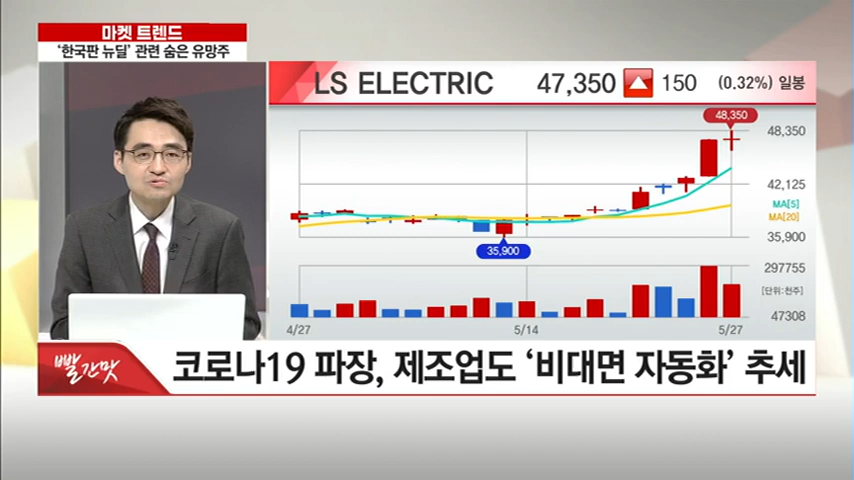 마켓 트렌드
‘한국판 뉴딜’ 관련 숨은 유망주
LS ELECTRIC 47,350 150 (0.32%) 일봉
48,350
48,350
42,125
MA[5]
MA[20]
35,900
35,900
297755
[단위:천주]
47308
4/27 5/14 5/27
빨간맛
코로나19 파장, 제조업도 ‘비대면 자동화’ 추세